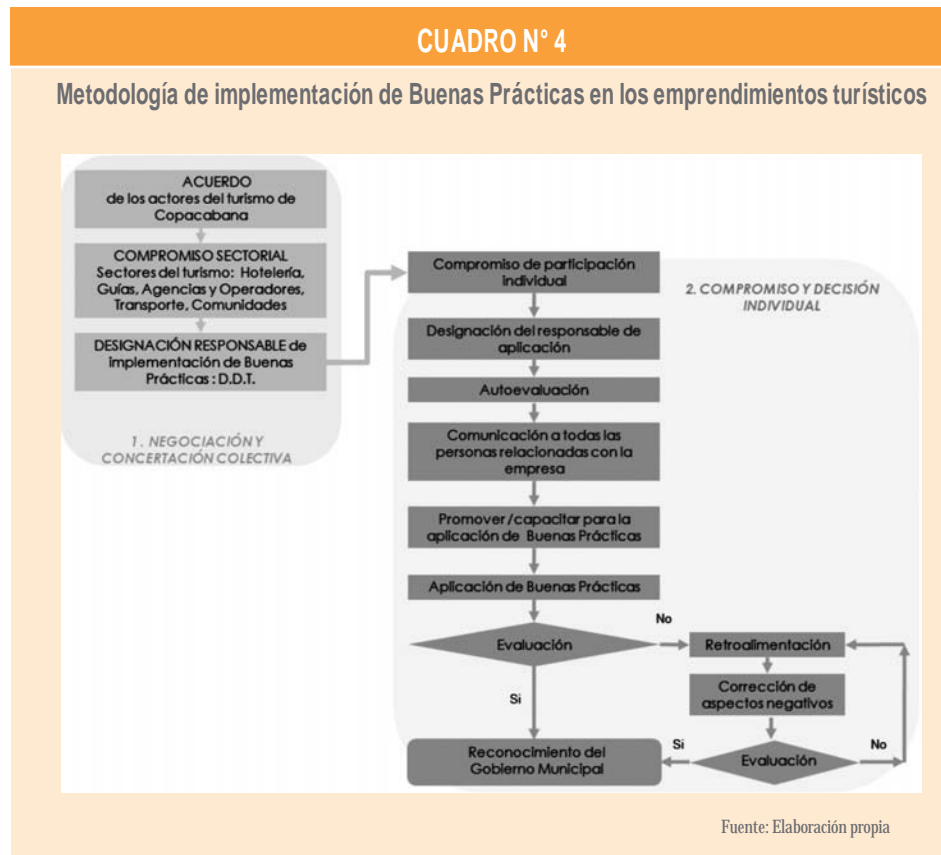 CUADRO N° 4
Metodología de implementación de Buenas Prácticas en los emprendimientos turísticos
ACUERDO
de los actores del turismo de
Copacabana
COMPROMISO SECTORIAL
Sectores del turismo: Hotelería,
Guías, Agencias y Operadores,
Transporte, Comunidades
DESIGNACIÓN RESPONSABLE de
implementación de Buenas
Prácticas : D.D.T.
1. NEGOCIACIÓN Y
CONCERTACIÓN COLECTIVA
Compromiso de participación
individual
2. COMPROMISO Y DECISIÓN
INDIVIDUAL
Designación del responsable de
aplicación
Autoevaluación
Comunicación a todas las
personas relacionadas con la
empresa
Promover /capacitar para la
aplicación de Buenas Prácticas
Aplicación de Buenas Prácticas
Evaluación
No
Si
Retroalimentación
Corrección de
aspectos negativos
Evaluación
Si
No
Reconocimiento del
Gobierno Municipal
Fuente: Elaboración propia